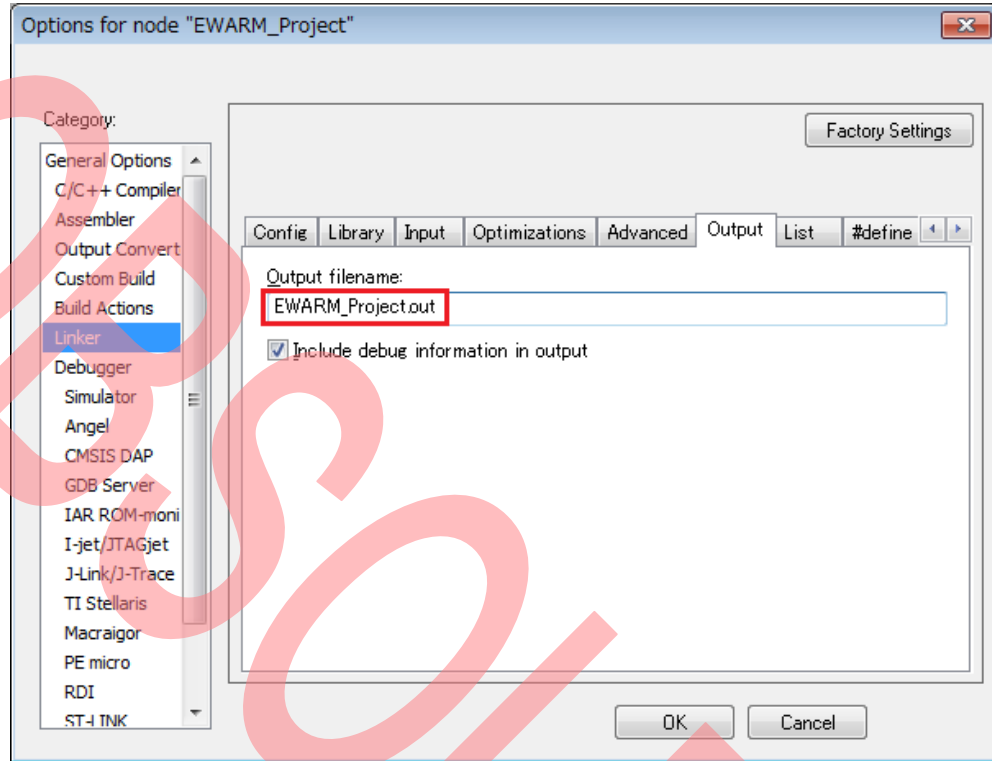 Options for node "EWARM_Project"
Category:
Factory Settings
General Options
C/C++ Compiler
Assembler
Output Convert
Custom Build
Build Actions
Linker
Debugger
Simulator
Angel
CMSIS DAP
GDB Server
IAR ROM-moni
I-jet/JTAGjet
J-Link/J-Trace
TI Stellaris
Macraigor
PE micro
RDI
ST-LINK
Config Library Input Optimizations Advanced Output List #define
Output filename:
EWARM_Project.out
Include debug information in output
OK Cancel